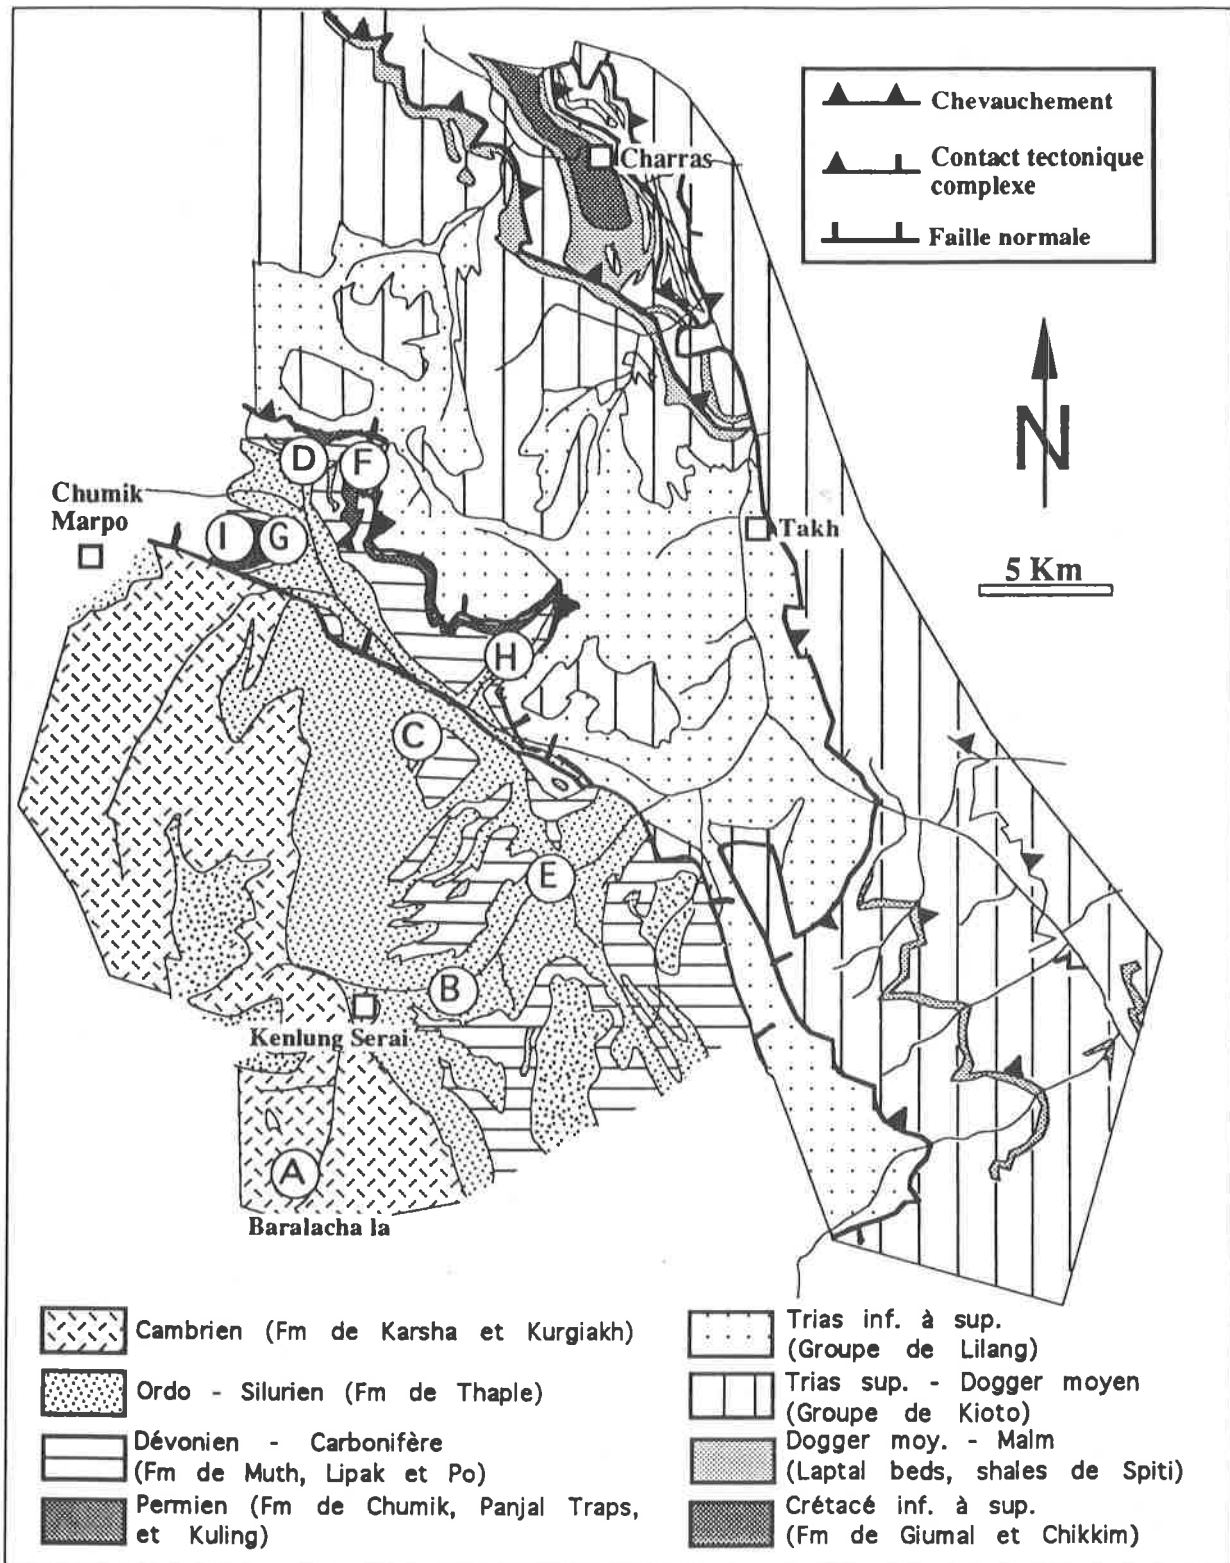 Chevauchement
Contact tectonique
complexe
Faille normale
Charras
N
D
F
Chumik
Marpo
I
G
Takh
5 Km
H
C
E
B
Kenlung Serai
A
Baralacha la
Cambrien (Fm de Karsha et Kurgiakh)
Ordo - Silurien (Fm de Thaple)
Dévonien - Carbonifère
(Fm de Muth, Lipak et Po)
Permien (Fm de Chumik, Panjal Traps,
et Kuling)
Trias inf. à sup.
(Groupe de Lilang)
Trias sup. - Dogger moyen
(Groupe de Kioto)
Dogger moy. - Malm
(Laptal beds, shales de Spiti)
Crétacé inf. à sup.
(Fm de Giumal et Chikkim)